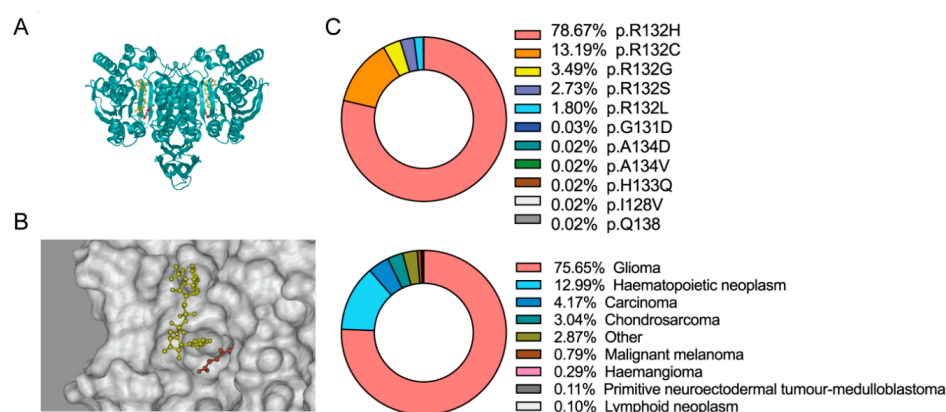 A
C
78.67% p.R132H
13.19% p.R132C
3.49% p.R132G
2.73% p.R132S
1.80% p.R132L
0.03% p.G131D
0.02% p.A134D
0.02% p.A134V
0.02% p.H133Q
0.02% p.I128V
0.02% p.Q138
B
75.65% Glioma
12.99% Haematopoietic neoplasm
4.17% Carcinoma
3.04% Chondrosarcoma
2.87% Other
0.79% Malignant melanoma
0.29% Haemangioma
0.11% Primitive neuroectodermal tumour-medulloblastoma
0.10% Lymphoid neoplasm